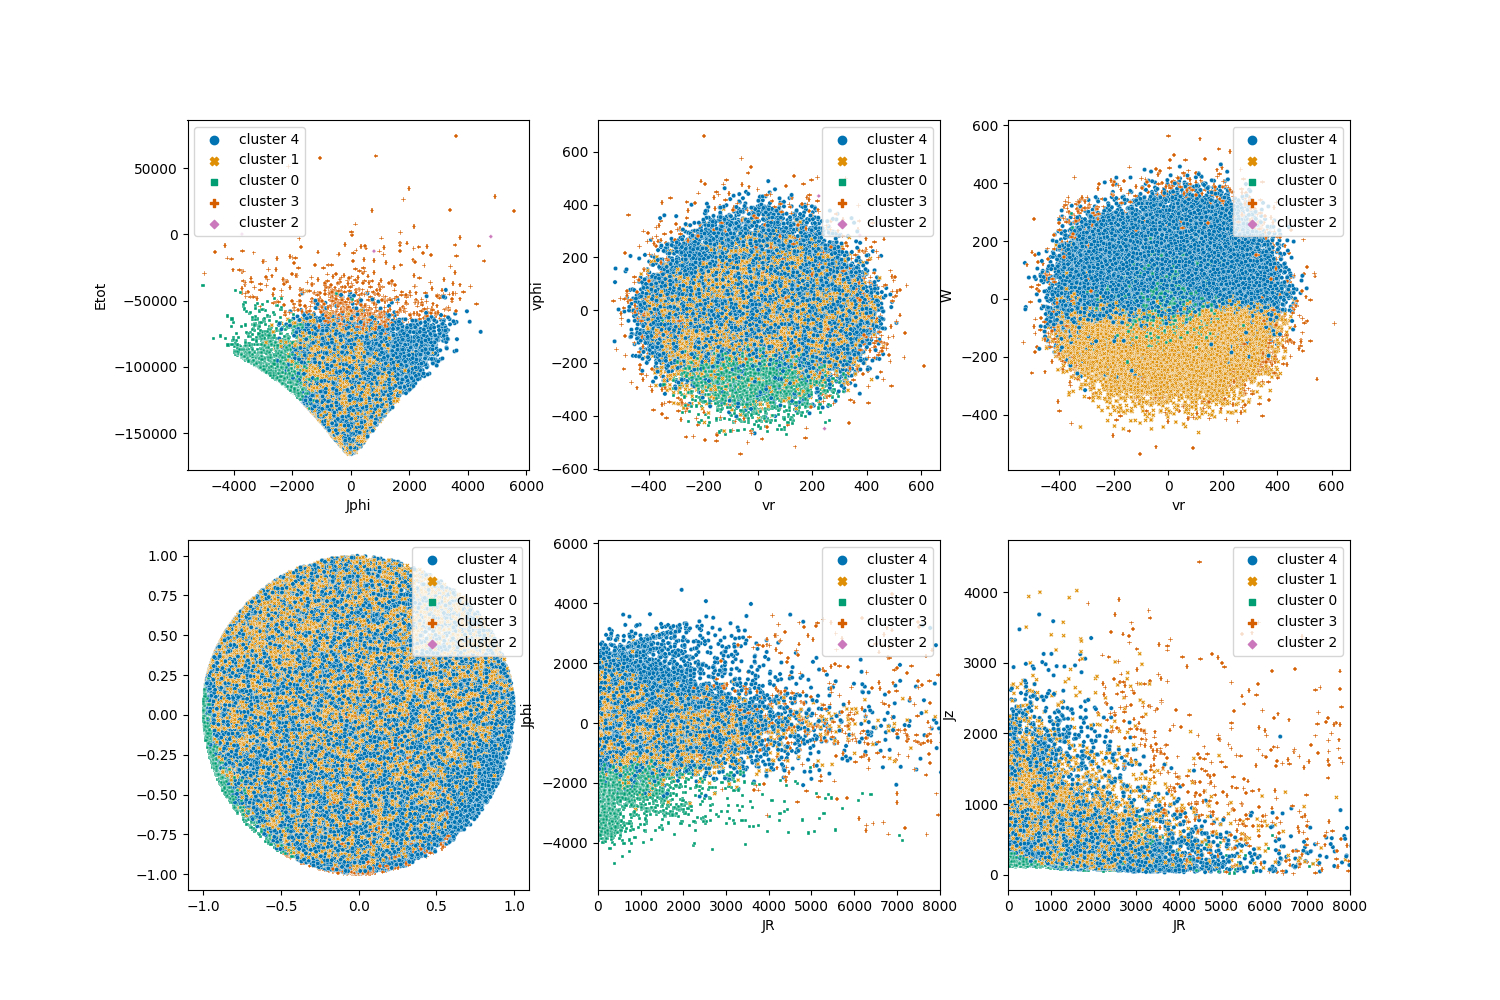 cluster 4
cluster 1
cluster 0
cluster 3
cluster 2
50000
0
−50000
−100000
−150000
Etot
−4000 −2000 0 2000 4000 6000
Jphi
cluster 4
cluster 1
cluster 0
cluster 3
cluster 2
600
400
200
0
−200
−400
−600
vphi
−400 −200 0 200 400 600
vr
cluster 4
cluster 1
cluster 0
cluster 3
cluster 2
600
400
200
0
−200
−400
W
−400 −200 0 200 400 600
vr
cluster 4
cluster 1
cluster 0
cluster 3
cluster 2
1.00
0.75
0.50
0.25
0.00
−0.25
−0.50
−0.75
−1.00
−1.0 −0.5 0.0 0.5 1.0
cluster 4
cluster 1
cluster 0
cluster 3
cluster 2
6000
4000
2000
0
−2000
−4000
Jphi
0 1000 2000 3000 4000 5000 6000 7000 8000
JR
cluster 4
cluster 1
cluster 0
cluster 3
cluster 2
4000
3000
2000
1000
0
Jz
0 1000 2000 3000 4000 5000 6000 7000 8000
JR